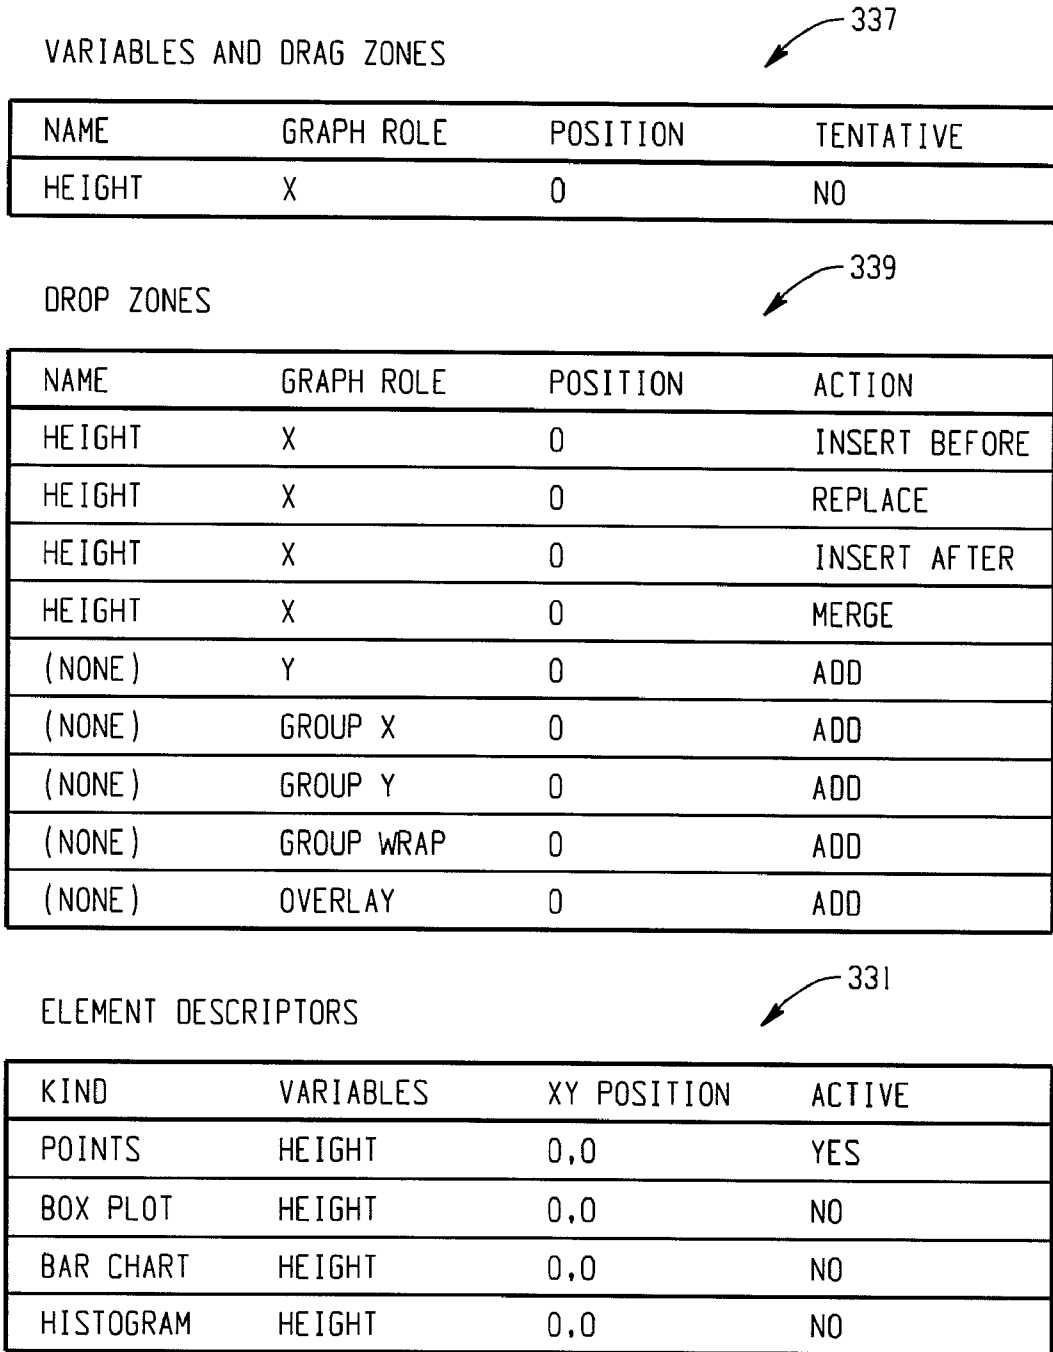 337
VARIABLES AND DRAG ZONES
NAME GRAPH ROLE POSITION TENTATIVE
HEIGHT X 0 NO
339
DROP ZONES
NAME GRAPH ROLE POSITION ACTION
HEIGHT X 0 INSERT BEFORE
HEIGHT X 0 REPLACE
HEIGHT X 0 INSERT AFTER
HEIGHT X 0 MERGE
(NONE) Y 0 ADD
(NONE) GROUP X 0 ADD
(NONE) GROUP Y 0 ADD
(NONE) GROUP WRAP 0 ADD
(NONE) OVERLAY 0 ADD
331
ELEMENT DESCRIPTORS
KIND VARIABLES XY POSITION ACTIVE
POINTS HEIGHT 0,0 YES
BOX PLOT HEIGHT 0,0 NO
BAR CHART HEIGHT 0,0 NO
HISTOGRAM HEIGHT 0,0 NO